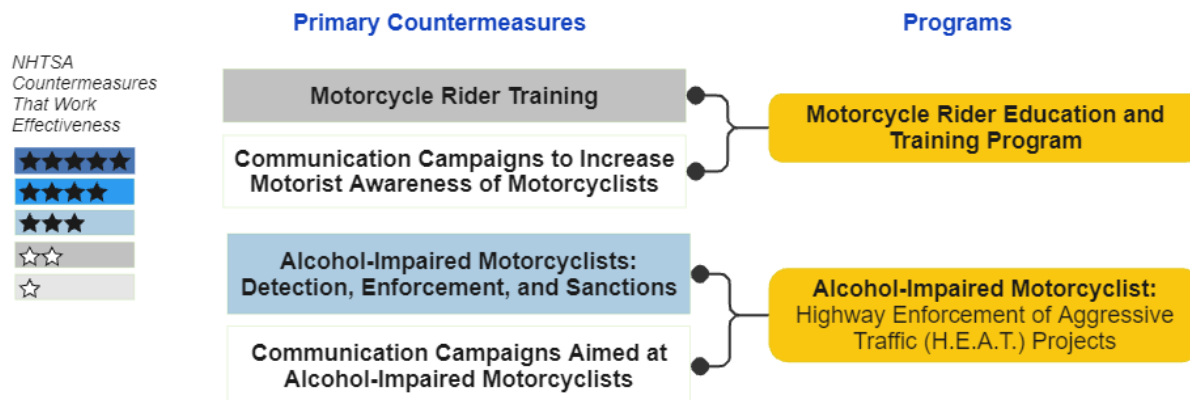 Primary Countermeasures
Programs
NHTSA
Countermeasures
That Work
Effectiveness
Motorcycle Rider Training
Communication Campaigns to Increase
Motorist Awareness of Motorcyclists
Alcohol-Impaired Motorcyclists:
Detection, Enforcement, and Sanctions
Communication Campaigns Aimed at
Alcohol-Impaired Motorcyclists
Motorcycle Rider Education and
Training Program
Alcohol-Impaired Motorcyclist:
Highway Enforcement of Aggressive
Traffic (H.E.A.T.) Projects